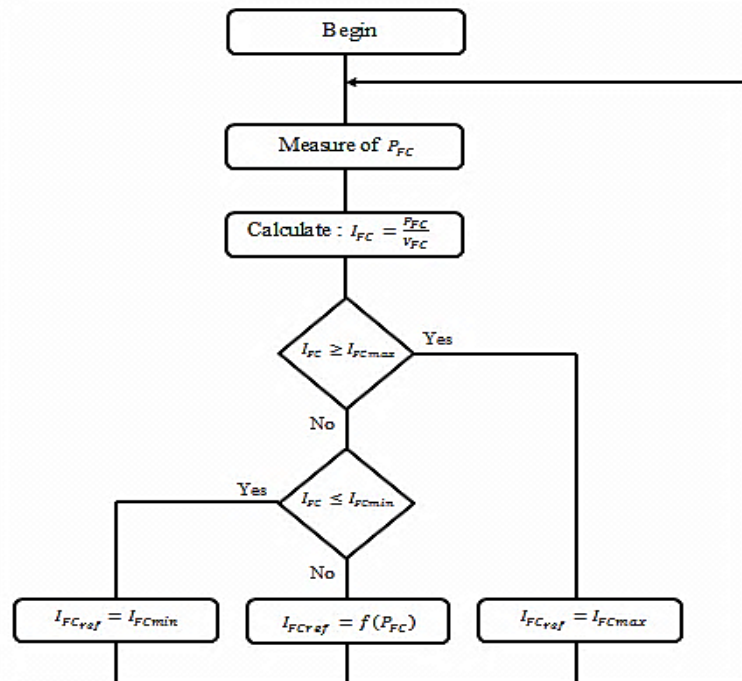 Begin
Measure of P_FC
Calculate : I_FC = P_FC / V_FC
I_FC ≥ I_FCmax
Yes
No
I_FC ≤ I_FCmin
Yes
No
I_FCref = I_FCmin
I_FCref = f(P_FC)
I_FCref = I_FCmax